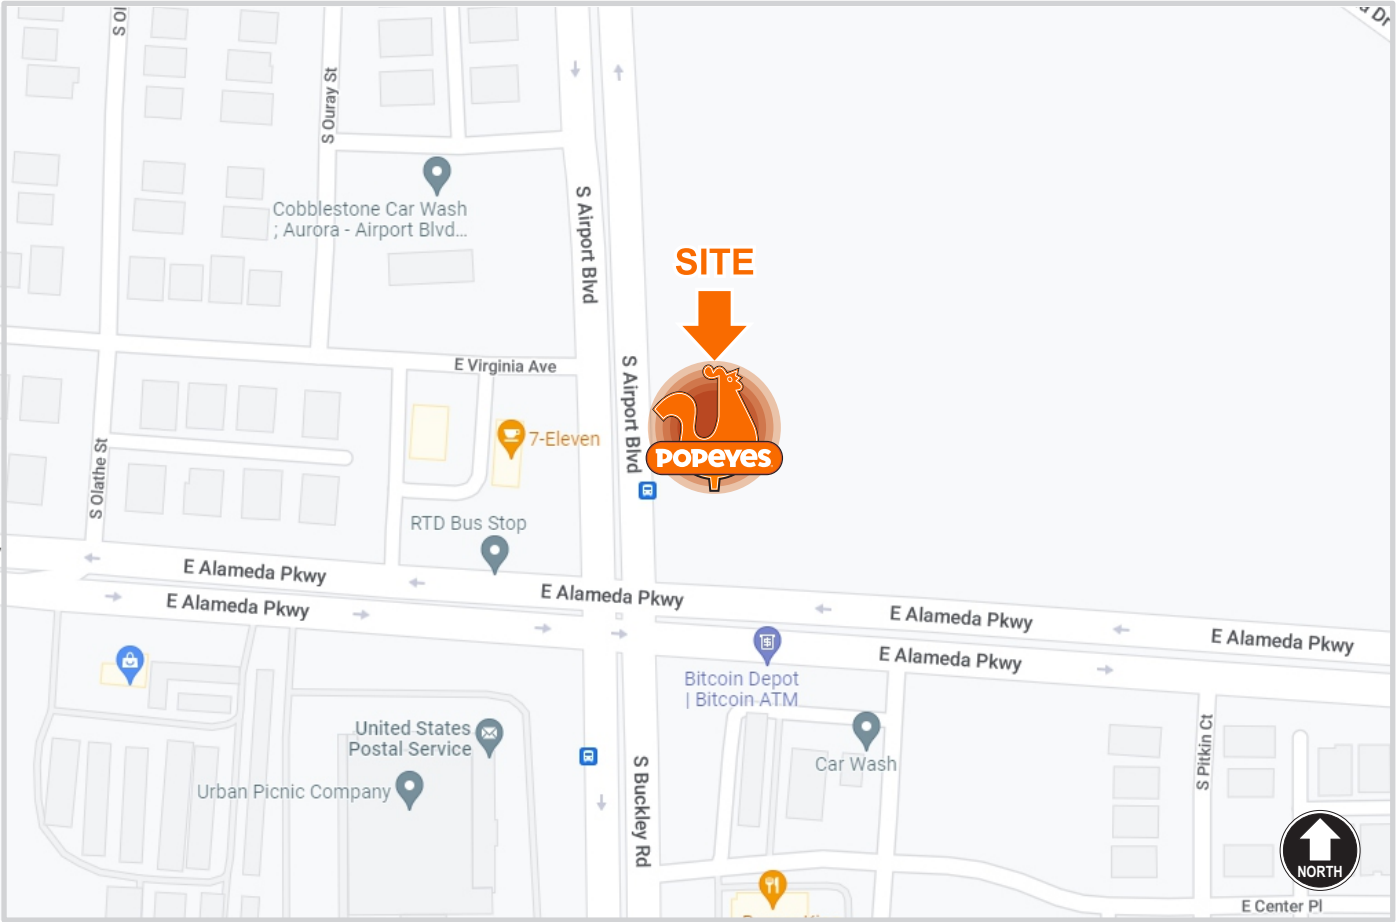 S Ol
S Ouray St
Cobblestone Car Wash
; Aurora - Airport Blvd...
S Airport Blvd
SITE
E Virginia Ave
S Airport Blvd
7-Eleven
POPEYES
S Olathe St
RTD Bus Stop
E Alameda Pkwy
E Alameda Pkwy
E Alameda Pkwy
E Alameda Pkwy
E Alameda Pkwy
E Alameda Pkwy
Bitcoin Depot
| Bitcoin ATM
United States
Postal Service
Urban Picnic Company
S Buckley Rd
Car Wash
S Pitkin Ct
NORTH
E Center Pl